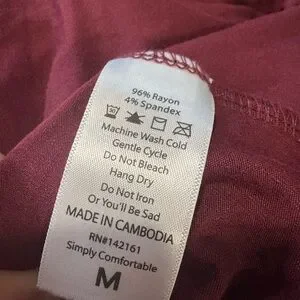 96% Rayon
4% Spandex
Machine Wash Cold
Gentle Cycle
Do Not Bleach
Hang Dry
Do Not Iron
Or You'll Be Sad
MADE IN CAMBODIA
RN#142161
Simply Comfortable
M